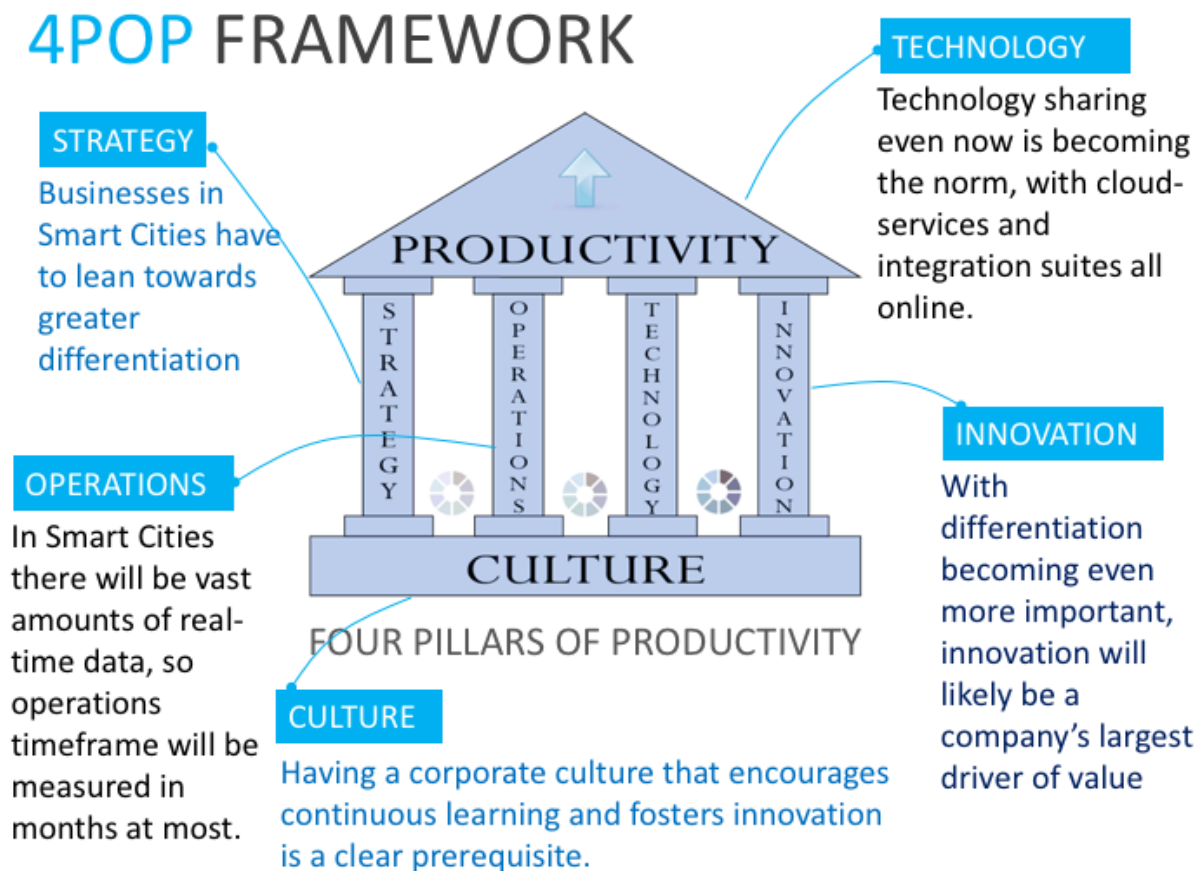 4POP FRAMEWORK
TECHNOLOGY
Technology sharing
even now is becoming
the norm, with cloud-
services and
integration suites all
online.
STRATEGY
Businesses in
Smart Cities have
to lean towards
greater
differentiation
PRODUCTIVITY
STRATEGY
OPERATIONS
TECHNOLOGY
INNOVATION
CULTURE
FOUR PILLARS OF PRODUCTIVITY
OPERATIONS
In Smart Cities
there will be vast
amounts of real-
time data, so
operations
timeframe will be
measured in
months at most.
INNOVATION
With
differentiation
becoming even
more important,
innovation will
likely be a
company’s largest
driver of value
CULTURE
Having a corporate culture that encourages
continuous learning and fosters innovation
is a clear prerequisite.